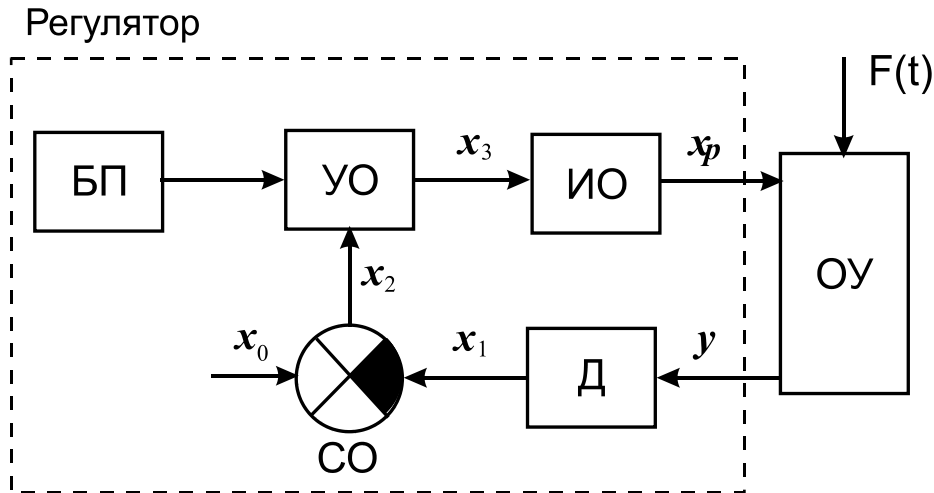 Регулятор
F(t)
БП
УО
x₃
ИО
xₚ
ОУ
x₂
x₀
x₁
Д
y
СО